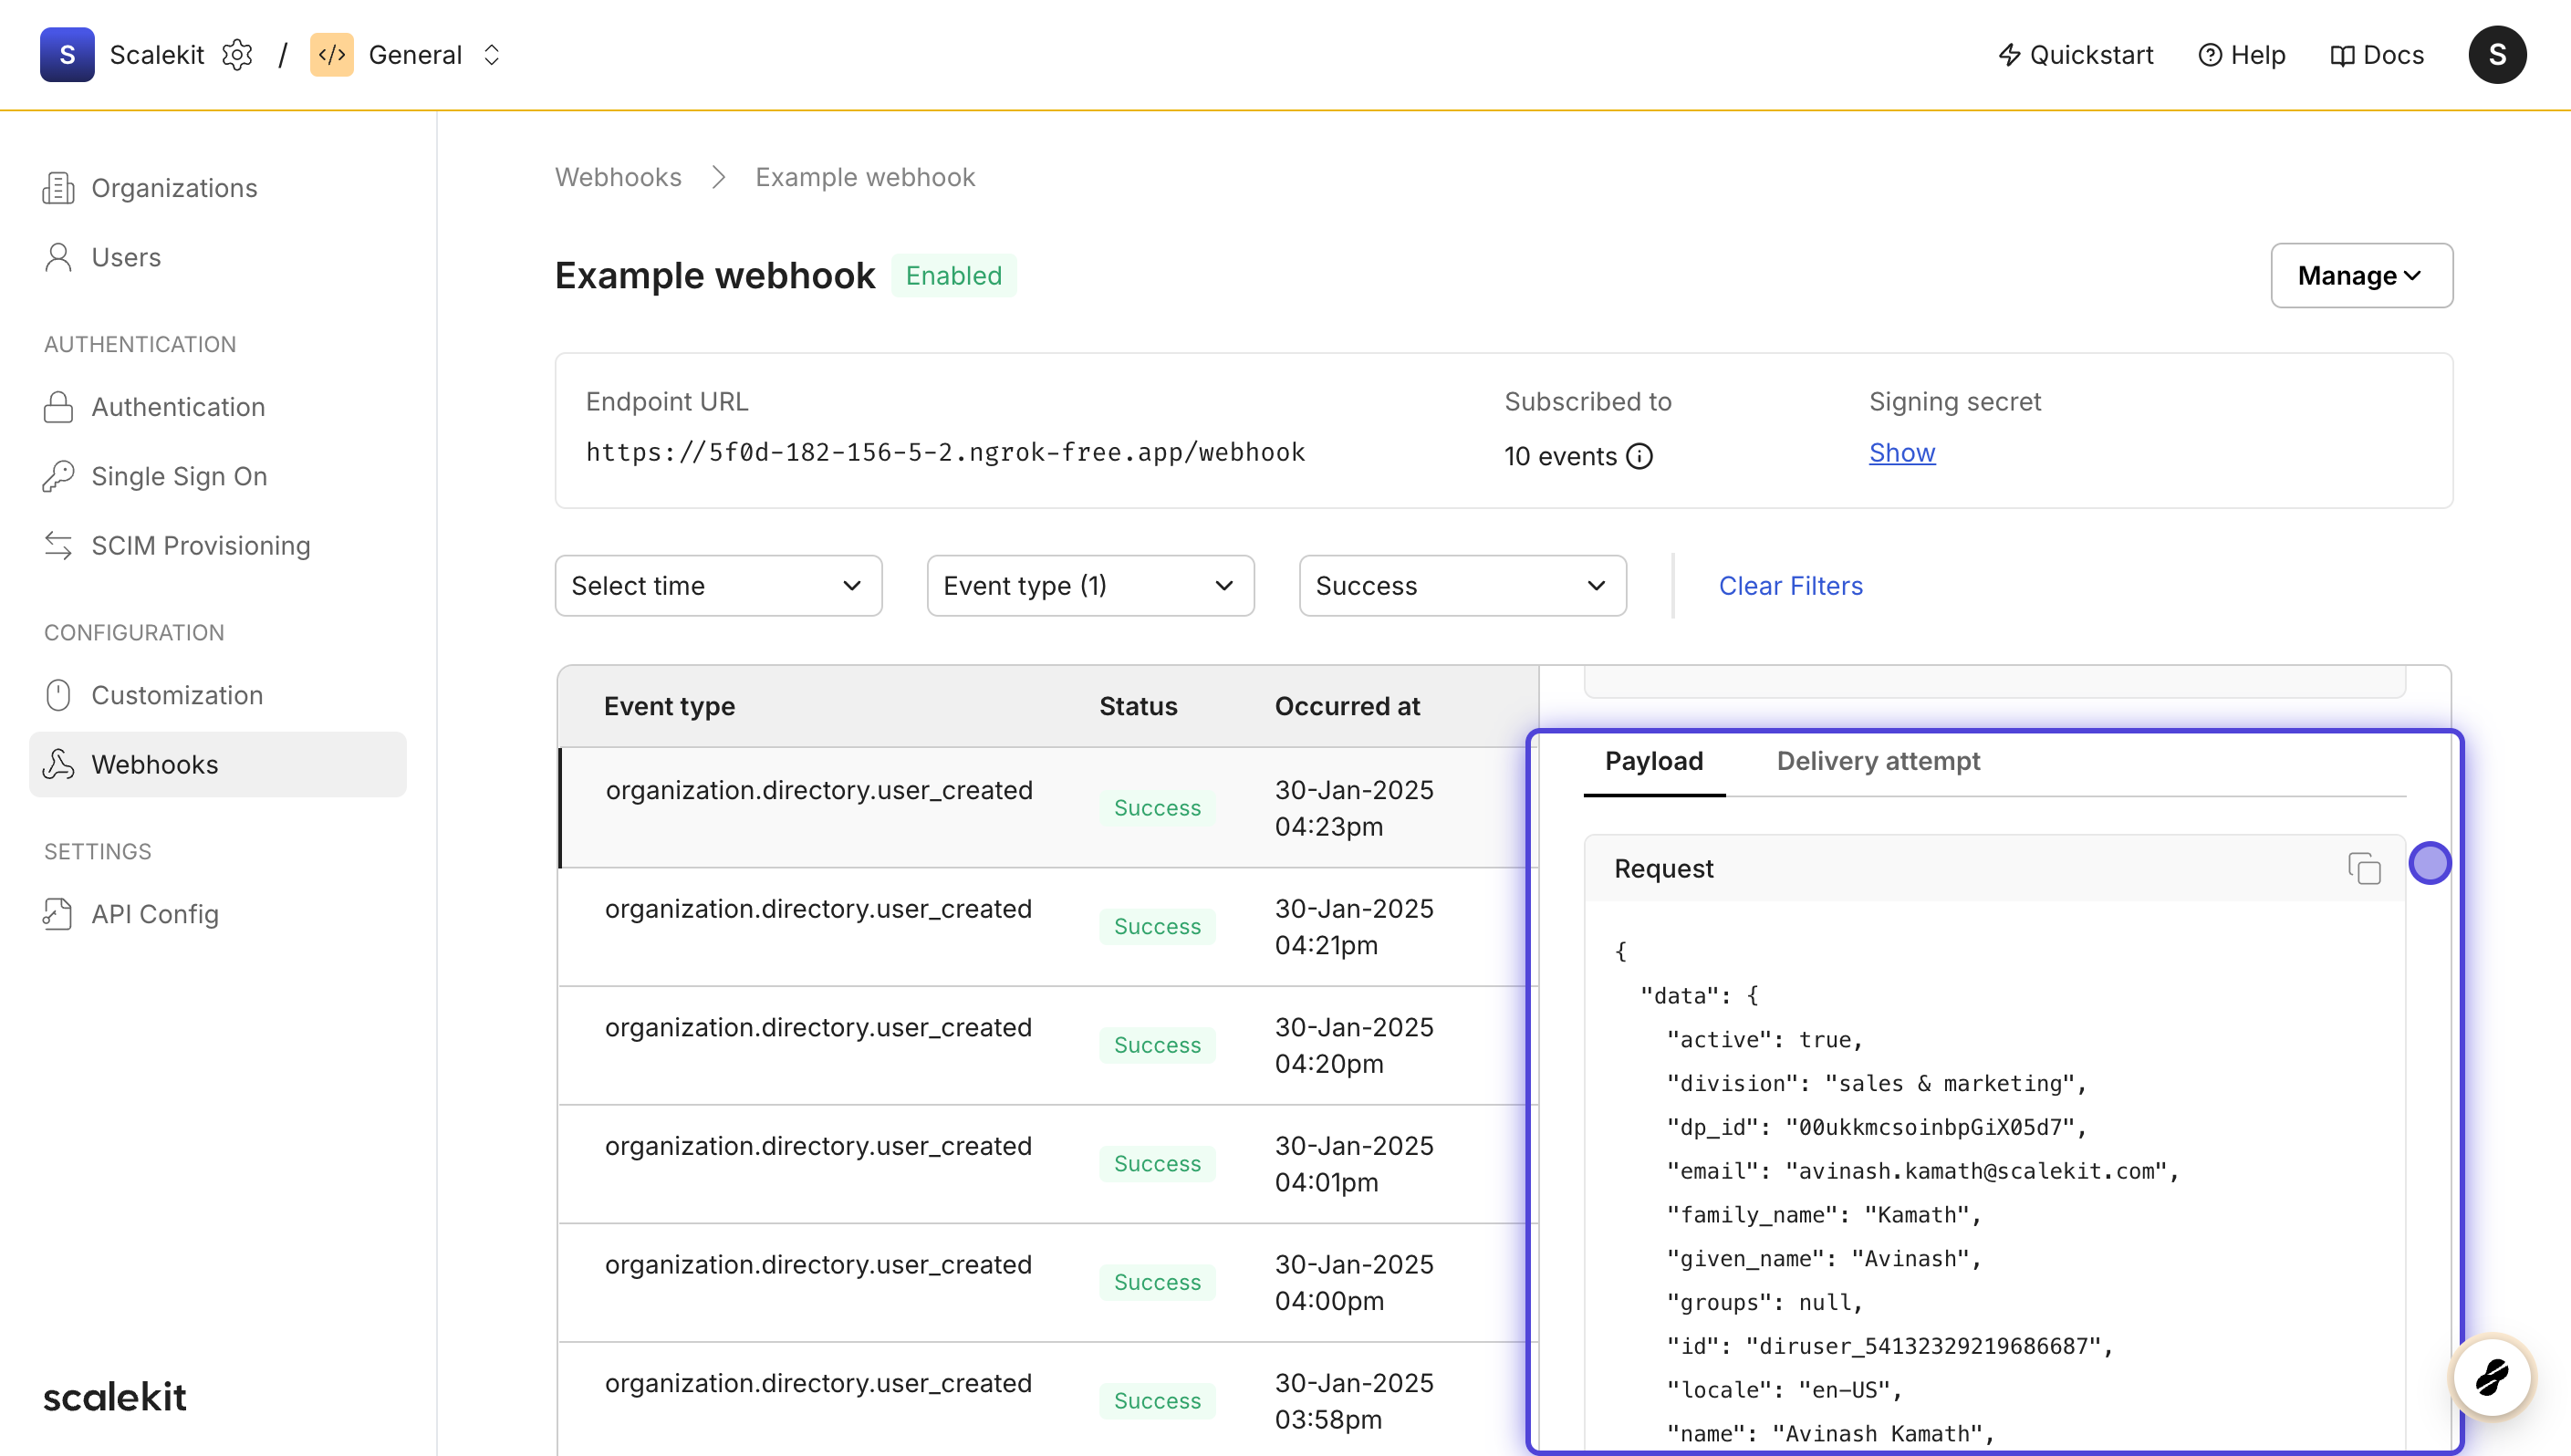 S Scalekit / </> General
Quickstart Help Docs S
Organizations
Users
AUTHENTICATION
Authentication
Single Sign On
SCIM Provisioning
CONFIGURATION
Customization
Webhooks
SETTINGS
API Config
scalekit
Webhooks > Example webhook
Example webhook Enabled
Manage
Endpoint URL
https://5f0d-182-156-5-2.ngrok-free.app/webhook
Subscribed to
10 events
Signing secret
Show
Select time
Event type (1)
Success
Clear Filters
Event type Status Occurred at
organization.directory.user_created Success 30-Jan-2025
04:23pm
organization.directory.user_created Success 30-Jan-2025
04:21pm
organization.directory.user_created Success 30-Jan-2025
04:20pm
organization.directory.user_created Success 30-Jan-2025
04:01pm
organization.directory.user_created Success 30-Jan-2025
04:00pm
organization.directory.user_created Success 30-Jan-2025
03:58pm
Payload Delivery attempt
Request
{
"data": {
"active": true,
"division": "sales & marketing",
"dp_id": "00ukkmcsoinbpGiX05d7",
"email": "avinash.kamath@scalekit.com",
"family_name": "Kamath",
"given_name": "Avinash",
"groups": null,
"id": "diruser_54132329219686687",
"locale": "en-US",
"name": "Avinash Kamath",